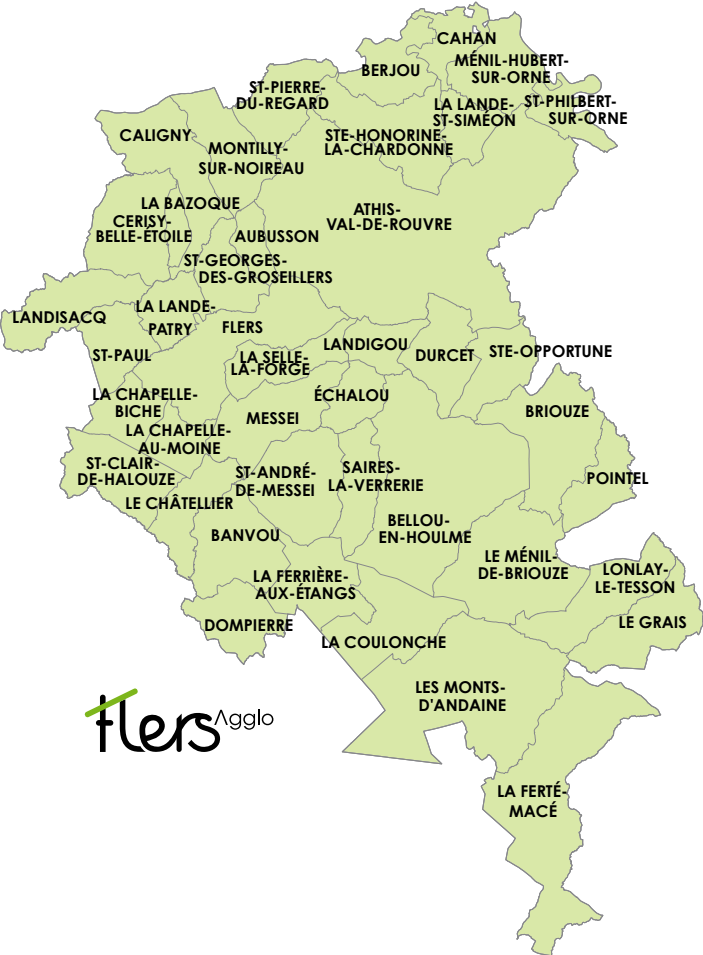 CAHAN
MÉNIL-HUBERT-
SUR-ORNE
BERJOU
ST-PIERRE-
DU-REGARD
LA LANDE-
ST-SIMÉON
ST-PHILBERT-
SUR-ORNE
CALIGNY
MONTILLY-
SUR-NOIREAU
STE-HONORINE-
LA-CHARDONNE
LA BAZOQUE
CERISY-
BELLE-ÉTOILE
ATHIS-
VAL-DE-ROUVRE
AUBUSSON
ST-GEORGES-
DES-GROSEILLERS
LANDISACQ
LA LANDE-
PATRY
FLERS
ST-PAUL
LA SELLE-
LA-FORGE
LANDIGOU
DURCET
STE-OPPORTUNE
LA CHAPELLE-
BICHE
ÉCHALOU
BRIOUZE
MESSEI
LA CHAPELLE-
AU-MOINE
ST-CLAIR-
DE-HALOUZE
ST-ANDRÉ-
DE-MESSEI
SAIRES-
LA-VERRERIE
POINTEL
LE CHÂTELLIER
BANVOU
BELLOU-
EN-HOULME
LE MÉNIL-
DE-BRIOUZE
LONLAY-
LE-TESSON
LA FERRIÈRE-
AUX-ÉTANGS
DOMPIERRE
LE GRAIS
LA COULONCHE
LES MONTS-
D'ANDAINE
flers Agglo
LA FERTÉ-
MACÉ